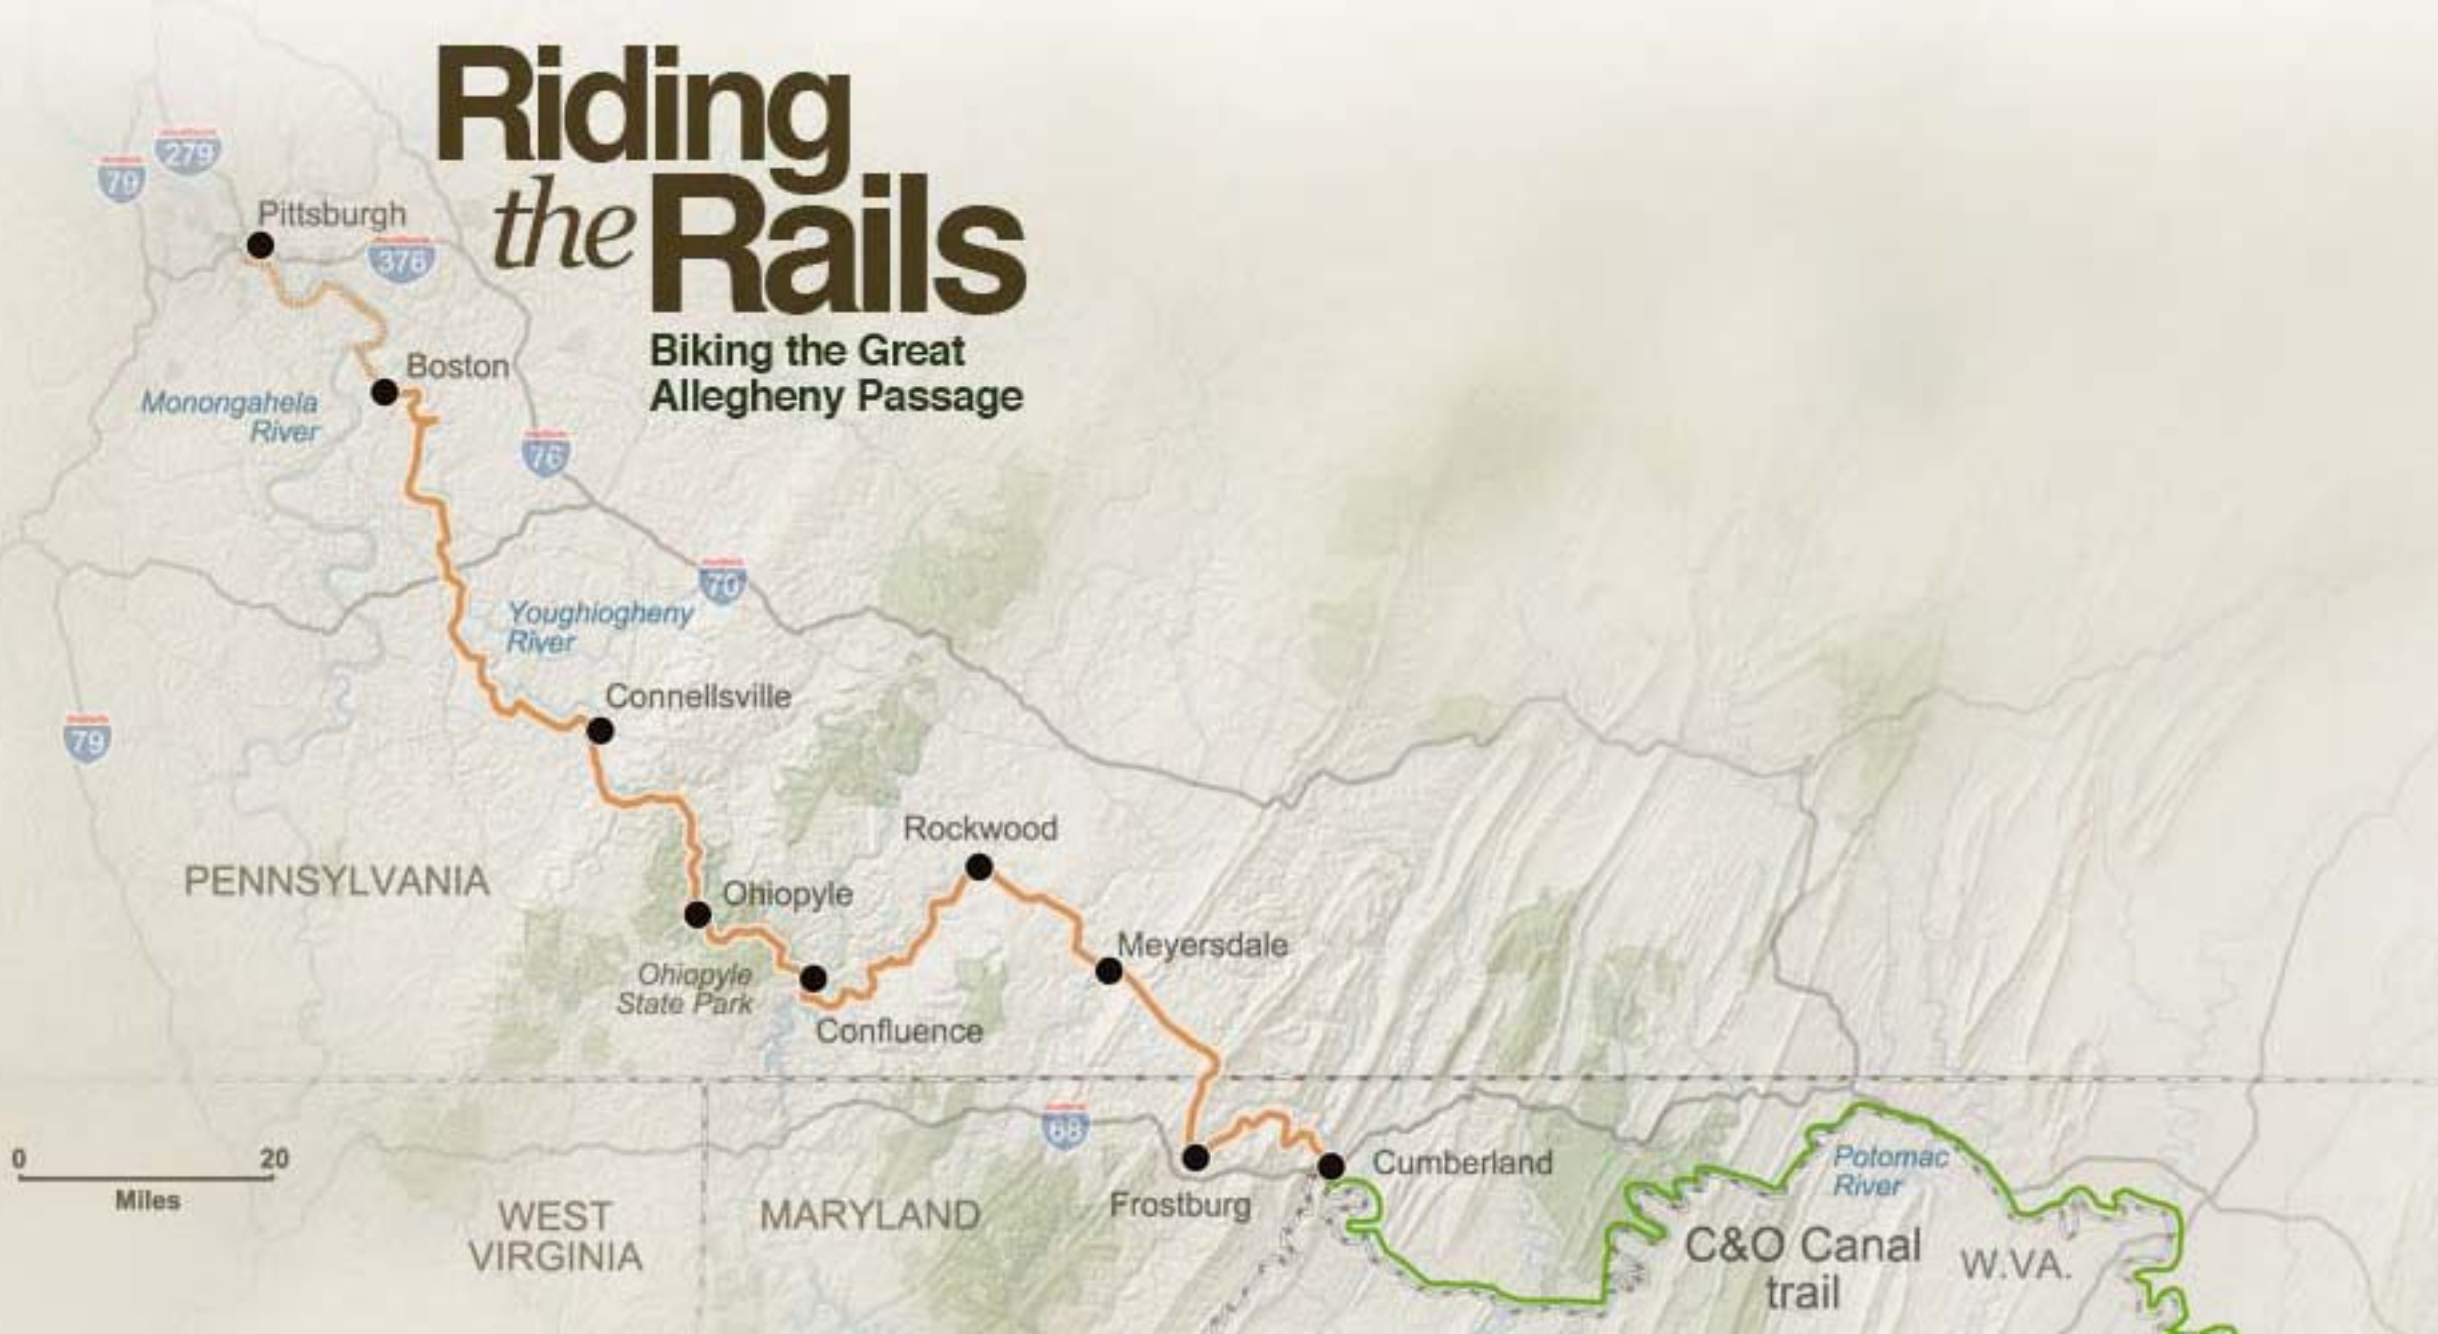 Riding
the Rails
Biking the Great
Allegheny Passage
279
79
Pittsburgh
376
Boston
Monongahela
River
76
70
Youghiogheny
River
Connellsville
79
Rockwood
PENNSYLVANIA
Ohiopyle
Meyersdale
Ohiopyle
State Park
Confluence
68
0 20
Miles
Cumberland
Potomac
River
Frostburg
WEST
VIRGINIA
MARYLAND
C&O Canal
trail
W.VA.